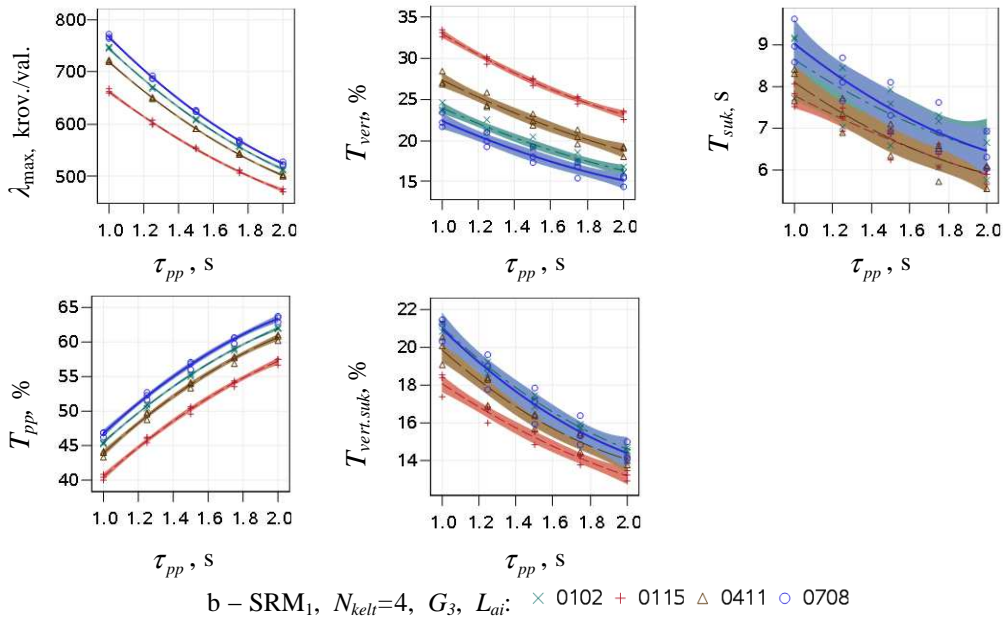 λmax, krov./val.
800
700
600
500
1.0 1.2 1.4 1.6 1.8 2.0
τpp, s
Tverb, %
35
30
25
20
15
1.0 1.2 1.4 1.6 1.8 2.0
τpp, s
Tsuk, s
9
8
7
6
1.0 1.2 1.4 1.6 1.8 2.0
τpp, s
Tpp, %
65
60
55
50
45
40
1.0 1.2 1.4 1.6 1.8 2.0
τpp, s
Tvert.suk, %
22
20
18
16
14
1.0 1.2 1.4 1.6 1.8 2.0
τpp, s
b – SRM1, Nkelt=4, G3, Lai: × 0102 + 0115 △ 0411 ○ 0708